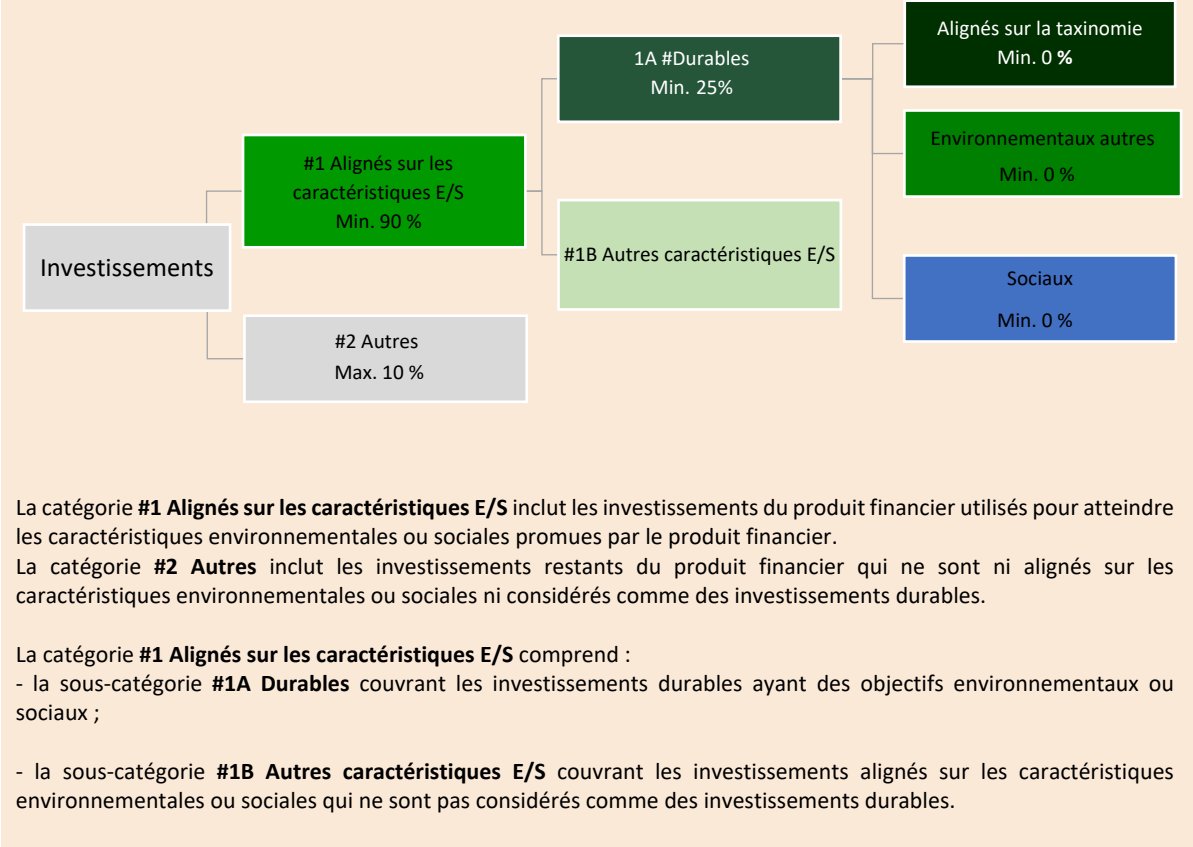 Alignés sur la taxinomie
Min. 0 %
1A #Durables
Min. 25%
Environnementaux autres
Min. 0 %
#1 Alignés sur les
caractéristiques E/S
Min. 90 %
Investissements
#1B Autres caractéristiques E/S
Sociaux
Min. 0 %
#2 Autres
Max. 10 %
La catégorie #1 Alignés sur les caractéristiques E/S inclut les investissements du produit financier utilisés pour atteindre
les caractéristiques environnementales ou sociales promues par le produit financier.
La catégorie #2 Autres inclut les investissements restants du produit financier qui ne sont ni alignés sur les
caractéristiques environnementales ou sociales ni considérés comme des investissements durables.
La catégorie #1 Alignés sur les caractéristiques E/S comprend :
- la sous-catégorie #1A Durables couvrant les investissements durables ayant des objectifs environnementaux ou
sociaux ;
- la sous-catégorie #1B Autres caractéristiques E/S couvrant les investissements alignés sur les caractéristiques
environnementales ou sociales qui ne sont pas considérés comme des investissements durables.